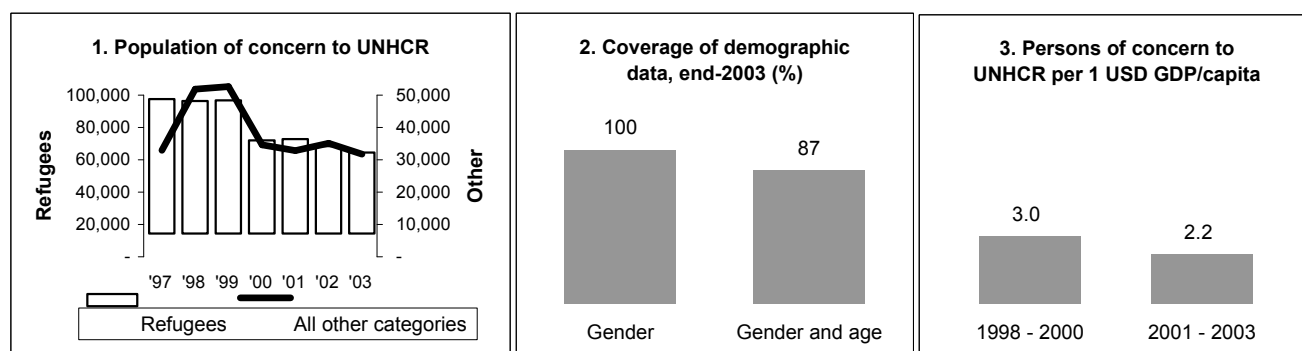 1. Population of concern to UNHCR
Refugees
100,000
80,000
60,000
40,000
20,000
-
50,000
40,000
30,000
20,000
10,000
-
Other
'97 '98 '99 '00 '01 '02 '03
Refugees All other categories
2. Coverage of demographic
data, end-2003 (%)
100
87
Gender Gender and age
3. Persons of concern to
UNHCR per 1 USD GDP/capita
3.0
2.2
1998 - 2000 2001 - 2003